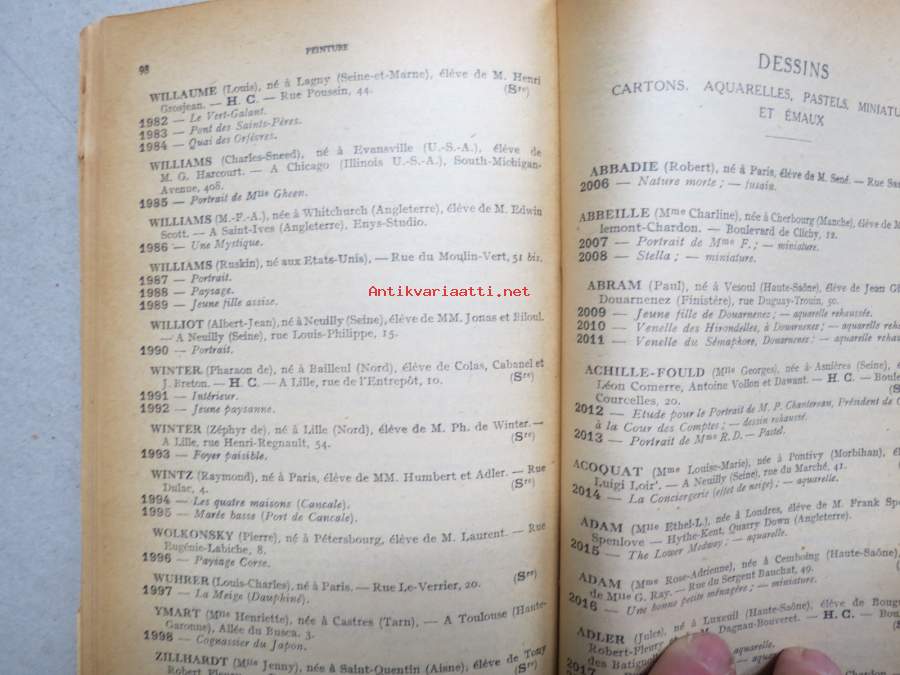 98
PEINTURE
WILLAUME (Louis), né à Lagny (Seine-et-Marne), élève de M. Henri
Grosjean. — H. C. — Rue Poussin, 44. (Sre)
1982 — Le Vert-Galant.
1983 — Pont des Saints-Pères.
1984 — Quai des Orfèvres.
WILLIAMS (Charles-Sneed), né à Evansville (U.-S.-A.), élève de
M. G. Harcourt. — A Chicago (Illinois U.-S.-A.), South-Michigan-
Avenue, 408.
1985 — Portrait de Mlle Gheen.
WILLIAMS (M.-F.-A.), née à Whitchurch (Angleterre), élève de M. Edwin
Scott. — A Saint-Ives (Angleterre), Enys-Studio.
1986 — Une Mystique.
WILLIAMS (Ruskin), né aux Etats-Unis), — Rue du Moulin-Vert, 51 bis.
1987 — Portrait.
1988 — Paysage.
1989 — Jeune fille assise.
Antikvariaatti.net
WILLIOT (Albert-Jean), né à Neuilly (Seine), élève de MM. Jonas et Biloul.
— A Neuilly (Seine), rue Louis-Philippe, 15.
1990 — Portrait.
WINTER (Pharaon de), né à Bailleul (Nord), élève de Colas, Cabanel et
J. Breton. — H. C. — A Lille, rue de l'Entrepôt, 10. (Sre)
1991 — Intérieur.
1992 — Jeune paysanne.
WINTER (Zéphyr de), né à Lille (Nord), élève de M. Ph. de Winter. —
A Lille, rue Henri-Regnault, 54. (Sre)
1993 — Foyer paisible.
WINTZ (Raymond), né à Paris, élève de MM. Humbert et Adler. — Rue
Dulac, 4. (Sre)
1994 — Les quatre maisons (Cancale).
1995 — Marée basse (Port de Cancale).
WOLKONSKY (Pierre), né à Pétersbourg, élève de M. Laurent. — Rue
Eugénie-Labiche, 8.
1996 — Paysage Corse.
WUHRER (Louis-Charles), né à Paris. — Rue Le-Verrier, 20. (Sre)
1997 — La Meige (Dauphiné).
YMART (Mlle Henriette), née à Castres (Tarn), — A Toulouse (Haute-
Garonne), Allée du Busca. 3.
1998 — Cognassier du Japon.
ZILLHARDT (Mlle Jenny), née à Saint-Quentin (Aisne), élève de Tony
Robert (Sre)
DESSINS
CARTONS, AQUARELLES, PASTELS, MINIATU
ET ÉMAUX
ABBADIE (Robert), né à Paris, élève de M. Sené. — Rue
2006 — Nature morte; — fusain.
ABBEILLE (Mme Charline), née à Cherbourg (Manche), élève de M
lemont-Chardon. — Boulevard de Clichy, 12.
2007 — Portrait de Mme F.; — miniature.
2008 — Stella; — miniature.
ABRAM (Paul), né à Vesoul (Haute-Saône), élève de Jean
Douarnenez (Finistère), rue Duguay-Trouin, 50.
2009 — Jeune fille de Douarnenez; — aquarelle rehaussée.
2010 — Venelle des Hirondelles, à Douarnenez; — aquarelle reha
2011 — Venelle du Sémaphore, Douarnenez; — aquarelle rehau
ACHILLE-FOULD (Mlle Georges), née à Asnières (Seine),
Léon Comerre, Antoine Vollon et Dawant. — H. C. — Boule
Courcelles, 20.
2012 — Etude pour le Portrait de M. P. Chantereau, Président de C
à la Cour des Comptes; — dessin rehaussé.
2013 — Portrait de Mme R. D. — Pastel.
ACOQUAT (Mme Louise-Marie), née à Pontivy (Morbihan),
Luigi Loir'. — A Neuilly (Seine), rue du Marché, 41.
2014 — La Conciergerie (effet de neige); — aquarelle.
ADAM (Mlle Ethel-L.), née à Londres, élève de M. Frank Spe
Spenlove — Hythe-Kent, Quarry Down (Angleterre).
2015 — The Lower Medway; — aquarelle.
ADAM (Mme Rose-Adrienne), née à Cemboing (Haute-Saône),
de Mlle G. Ray. — Rue du Sergent Bauchat, 49.
2016 — Une bonne petite ménagère; — miniature.
ADLER (Jules), né à Luxeuil (Haute-Saône), élève de Boug
Robert-Fleury M. Dagnan-Bouveret. — H. C. — Bou
des Batig
aquarelle.
2017